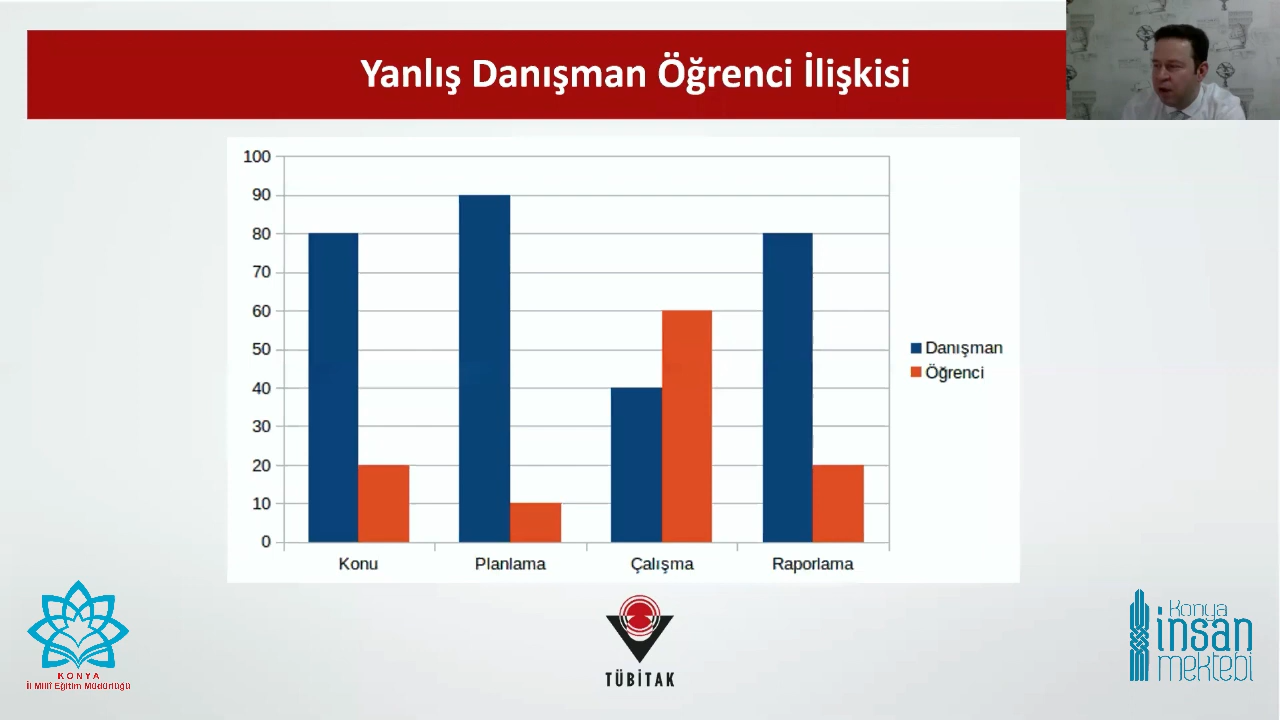 Yanlış Danışman Öğrenci İlişkisi
100
90
80
70
60
50
40
30
20
10
0
Konu
Planlama
Çalışma
Raporlama
Danışman
Öğrenci
KONYA
İl Millî Eğitim Müdürlüğü
TÜBİTAK
Konya
insan
mektebi